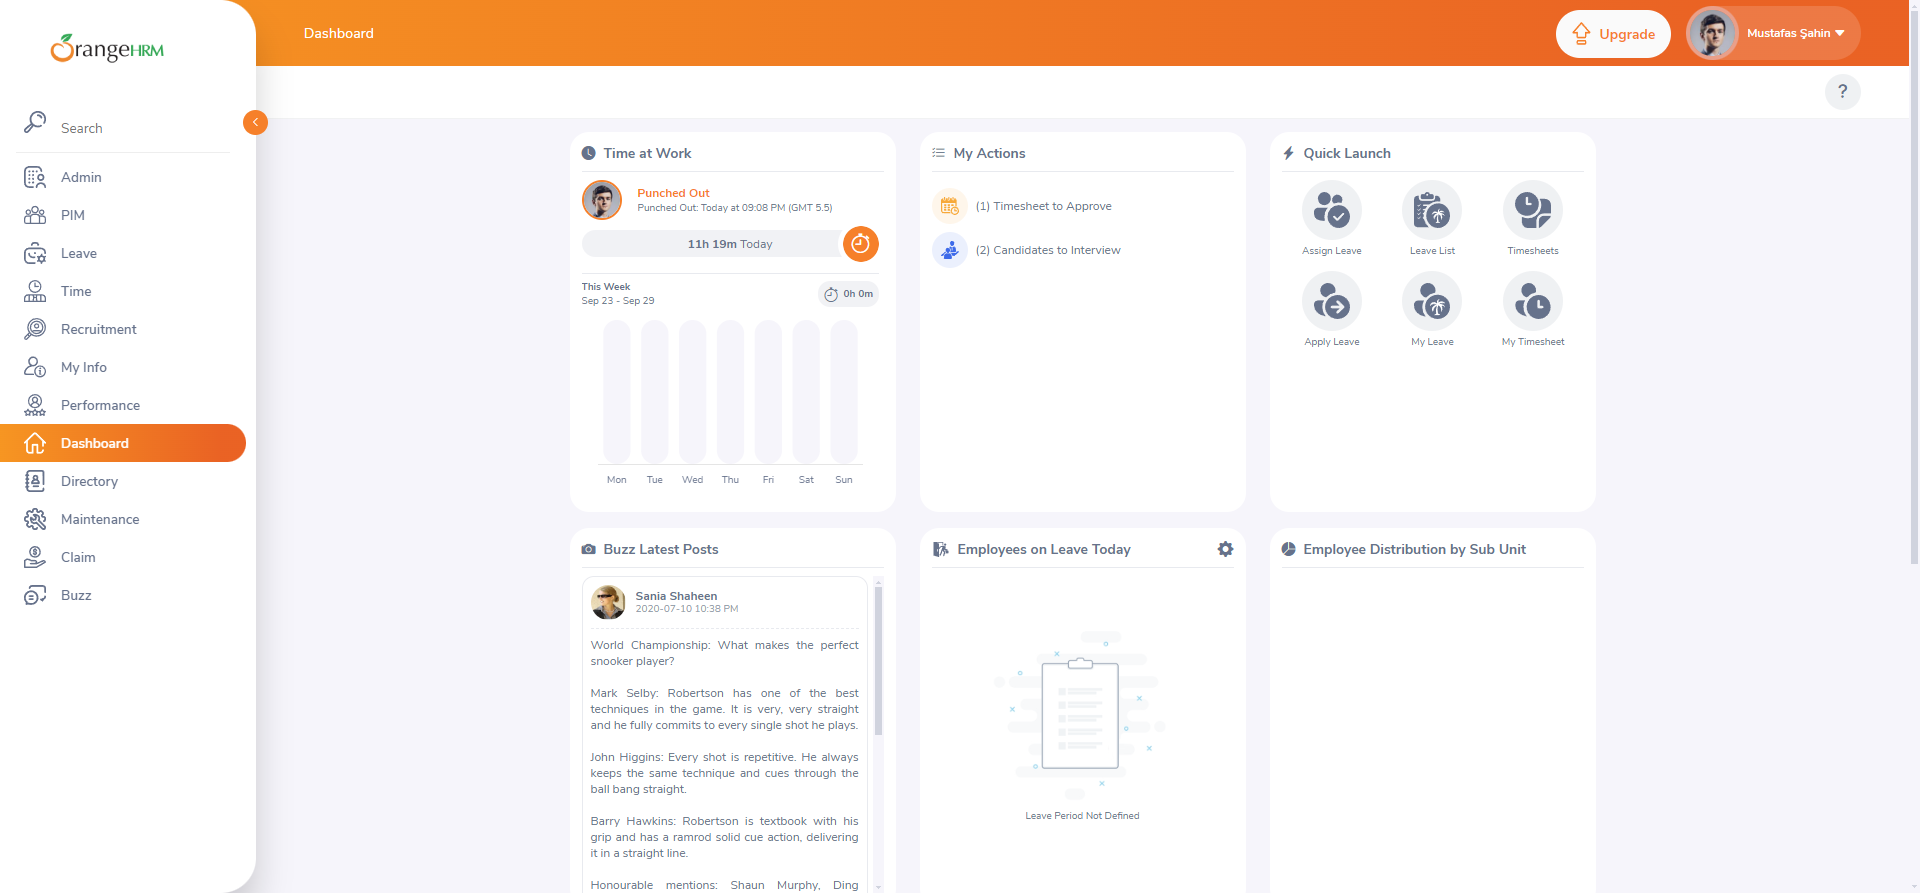 OrangeHRM
Dashboard
Upgrade
Mustafas Şahin
?
Search
Admin
PIM
Leave
Time
Recruitment
My Info
Performance
Dashboard
Directory
Maintenance
Claim
Buzz
Time at Work
Punched Out
Punched Out: Today at 09:08 PM (GMT 5.5)
11h 19m Today
This Week
Sep 23 - Sep 29
0h 0m
Mon Tue Wed Thu Fri Sat Sun
My Actions
(1) Timesheet to Approve
(2) Candidates to Interview
Quick Launch
Assign Leave Leave List Timesheets
Apply Leave My Leave My Timesheet
Buzz Latest Posts
Sania Shaheen
2020-07-10 10:38 PM
World Championship: What makes the perfect
snooker player?
Mark Selby: Robertson has one of the best
techniques in the game. It is very, very straight
and he fully commits to every single shot he plays.
John Higgins: Every shot is repetitive. He always
keeps the same technique and cues through the
ball bang straight.
Barry Hawkins: Robertson is textbook with his
grip and has a ramrod solid cue action, delivering
it in a straight line.
Honourable mentions: Shaun Murphy, Ding
Employees on Leave Today
Leave Period Not Defined
Employee Distribution by Sub Unit